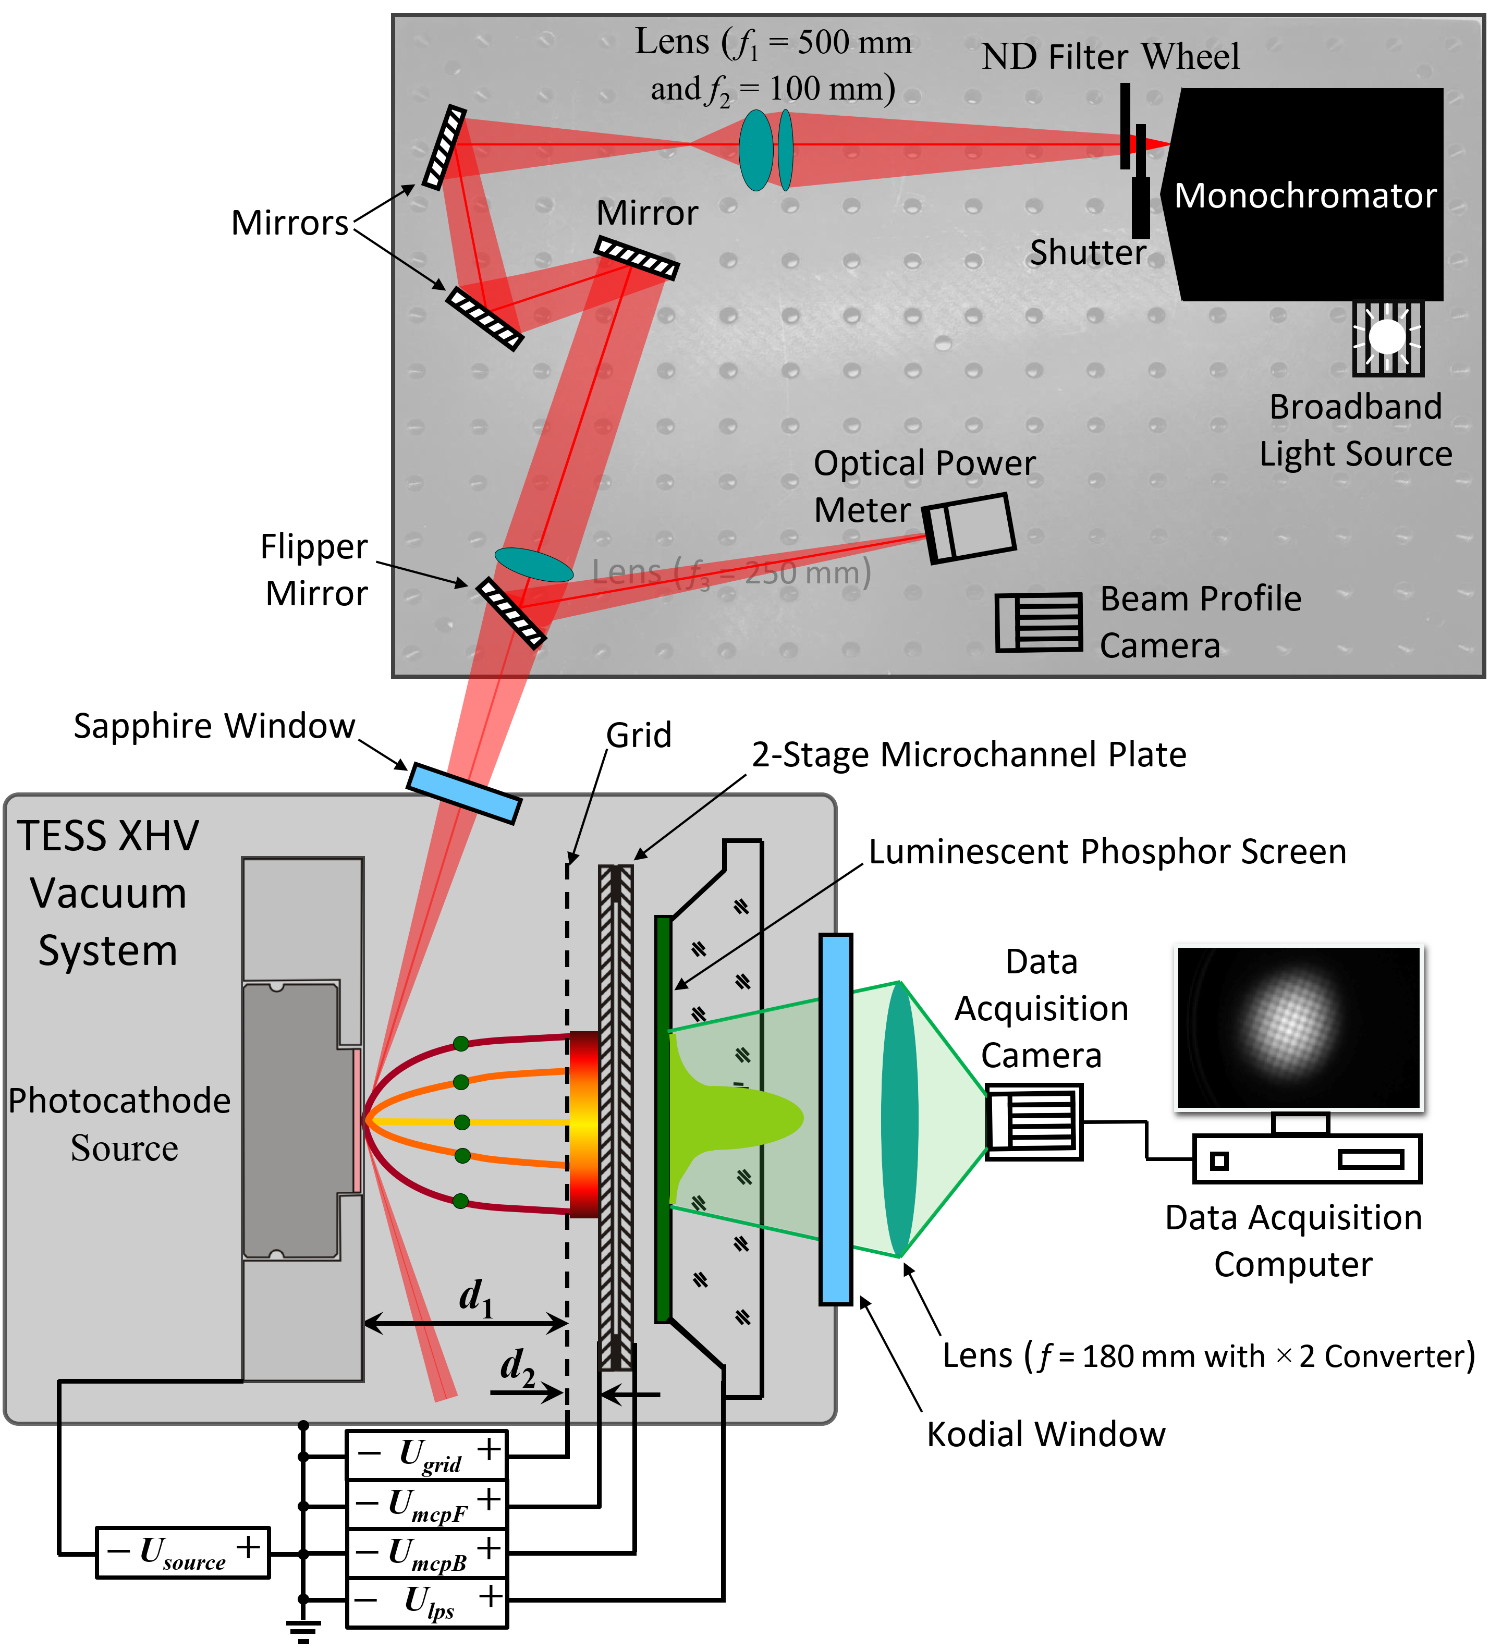 Lens (f1 = 500 mm
and f2 = 100 mm)
ND Filter Wheel
Monochromator
Mirrors
Mirror
Shutter
Broadband
Light Source
Optical Power
Meter
Flipper
Mirror
Lens (f3 = 250 mm)
Beam Profile
Camera
Sapphire Window
Grid
2-Stage Microchannel Plate
TESS XHV
Vacuum
System
Luminescent Phosphor Screen
Data
Acquisition
Camera
Photocathode
Source
Data Acquisition
Computer
d1
d2
Lens (f = 180 mm with × 2 Converter)
Kodial Window
− Ugrid +
− UmcpF +
− Usource +
− UmcpB +
− Ulps +